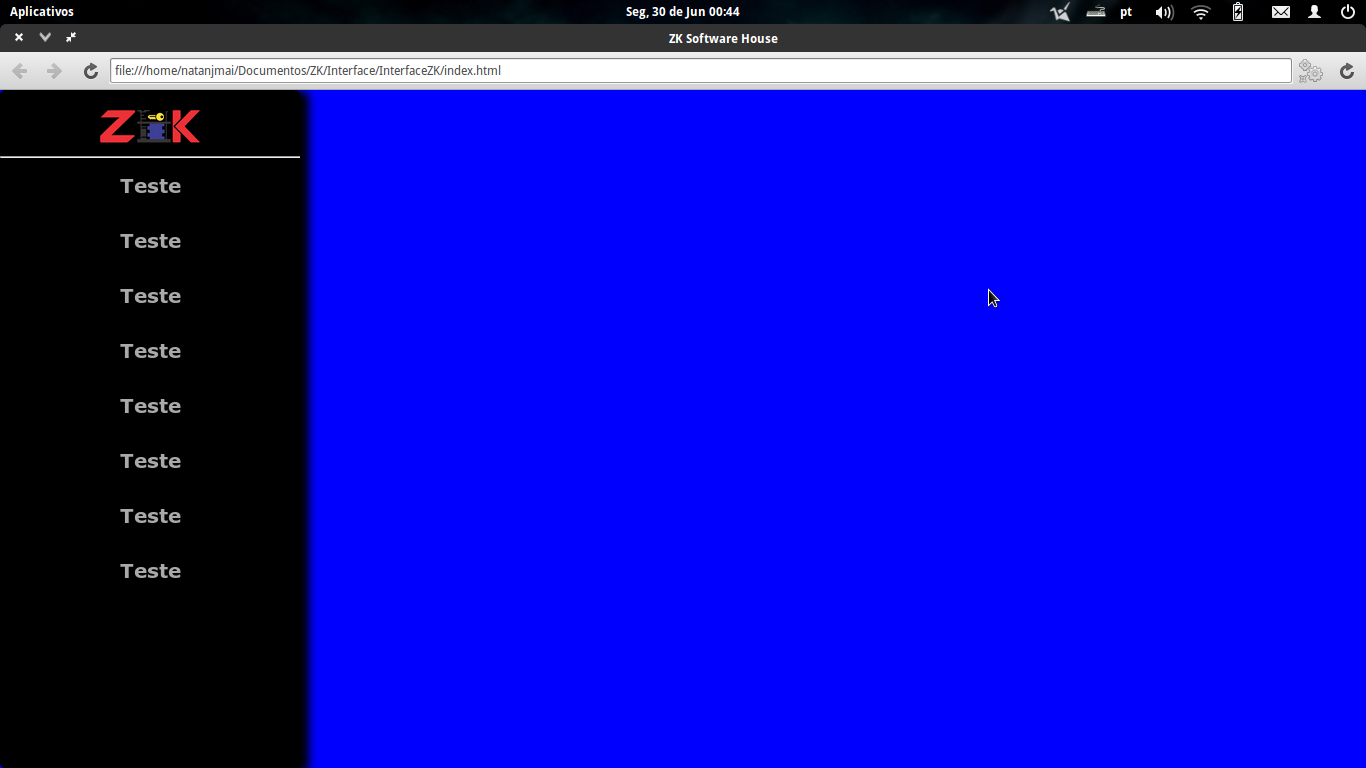 Aplicativos Seg, 30 de Jun 00:44 pt
ZK Software House
file:///home/natanjmai/Documentos/ZK/Interface/InterfaceZK/index.html
ZK
Teste
Teste
Teste
Teste
Teste
Teste
Teste
Teste